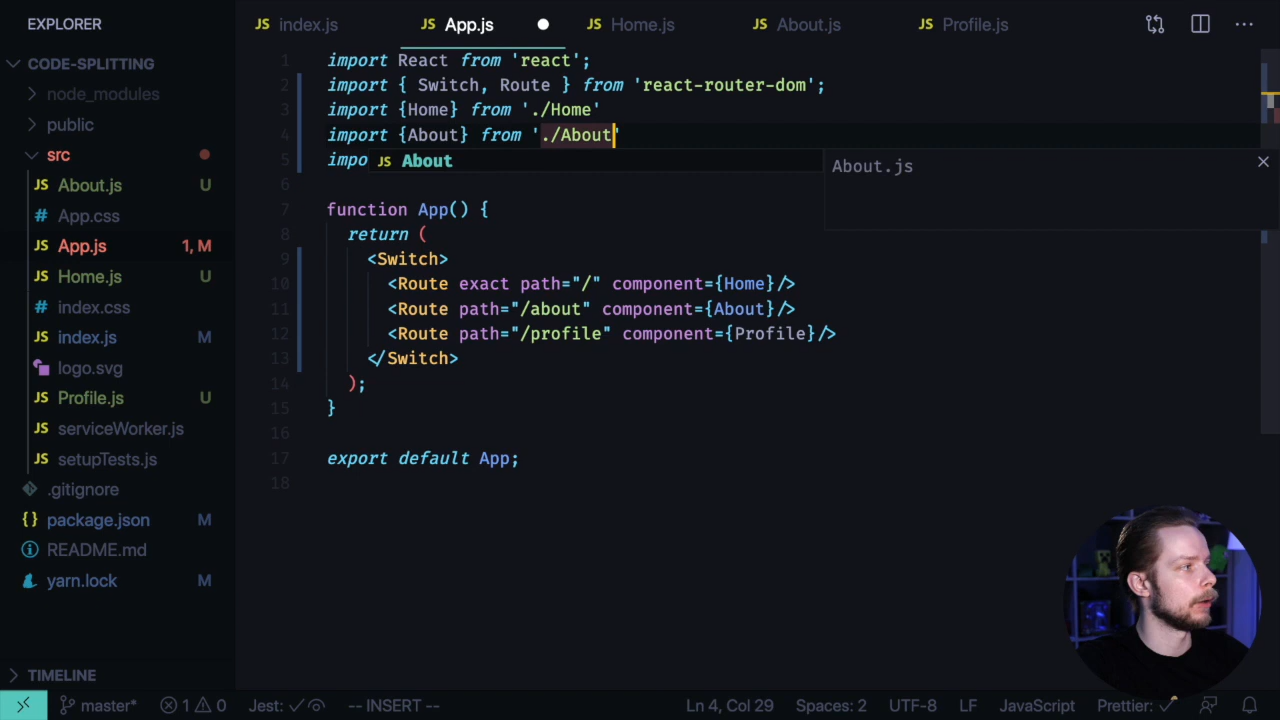 EXPLORER
JS index.js
JS App.js
JS Home.js
JS About.js
JS Profile.js
CODE-SPLITTING
node_modules
public
src
JS About.js U
# App.css
JS App.js 1, M
JS Home.js U
# index.css
JS index.js M
logo.svg
JS Profile.js U
JS serviceWorker.js
JS setupTests.js
.gitignore
{} package.json M
README.md
yarn.lock M
TIMELINE
1 import React from 'react';
2 import { Switch, Route } from 'react-router-dom';
3 import {Home} from './Home'
4 import {About} from './About'
5 impo
JS About
About.js
6
7 function App() {
8 return (
9 <Switch>
10 <Route exact path="/" component={Home}/>
11 <Route path="/about" component={About}/>
12 <Route path="/profile" component={Profile}/>
13 </Switch>
14 );
15 }
16
17 export default App;
18
master* 1 0 Jest: -- INSERT -- Ln 4, Col 29 Spaces: 2 UTF-8 LF JavaScript Prettier: